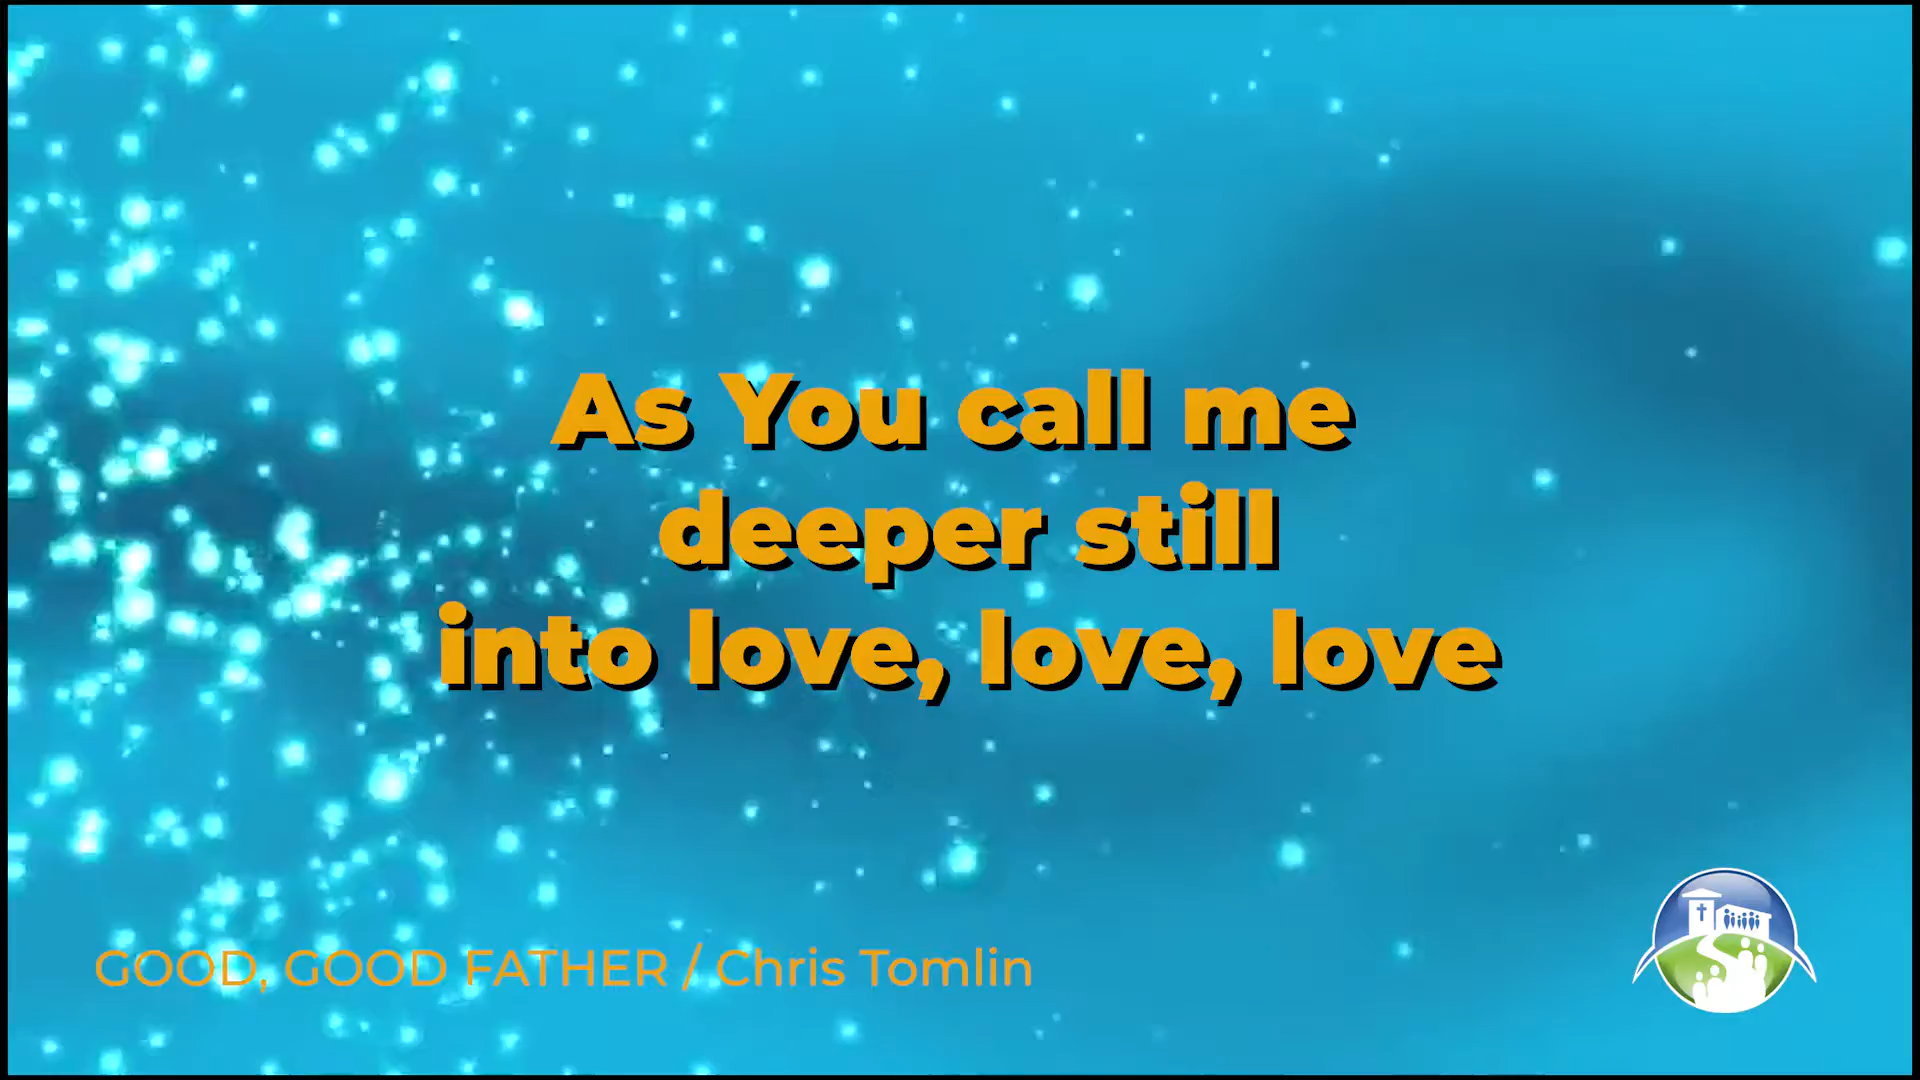 As You call me
deeper still
into love, love, love
GOOD, GOOD FATHER / Chris Tomlin